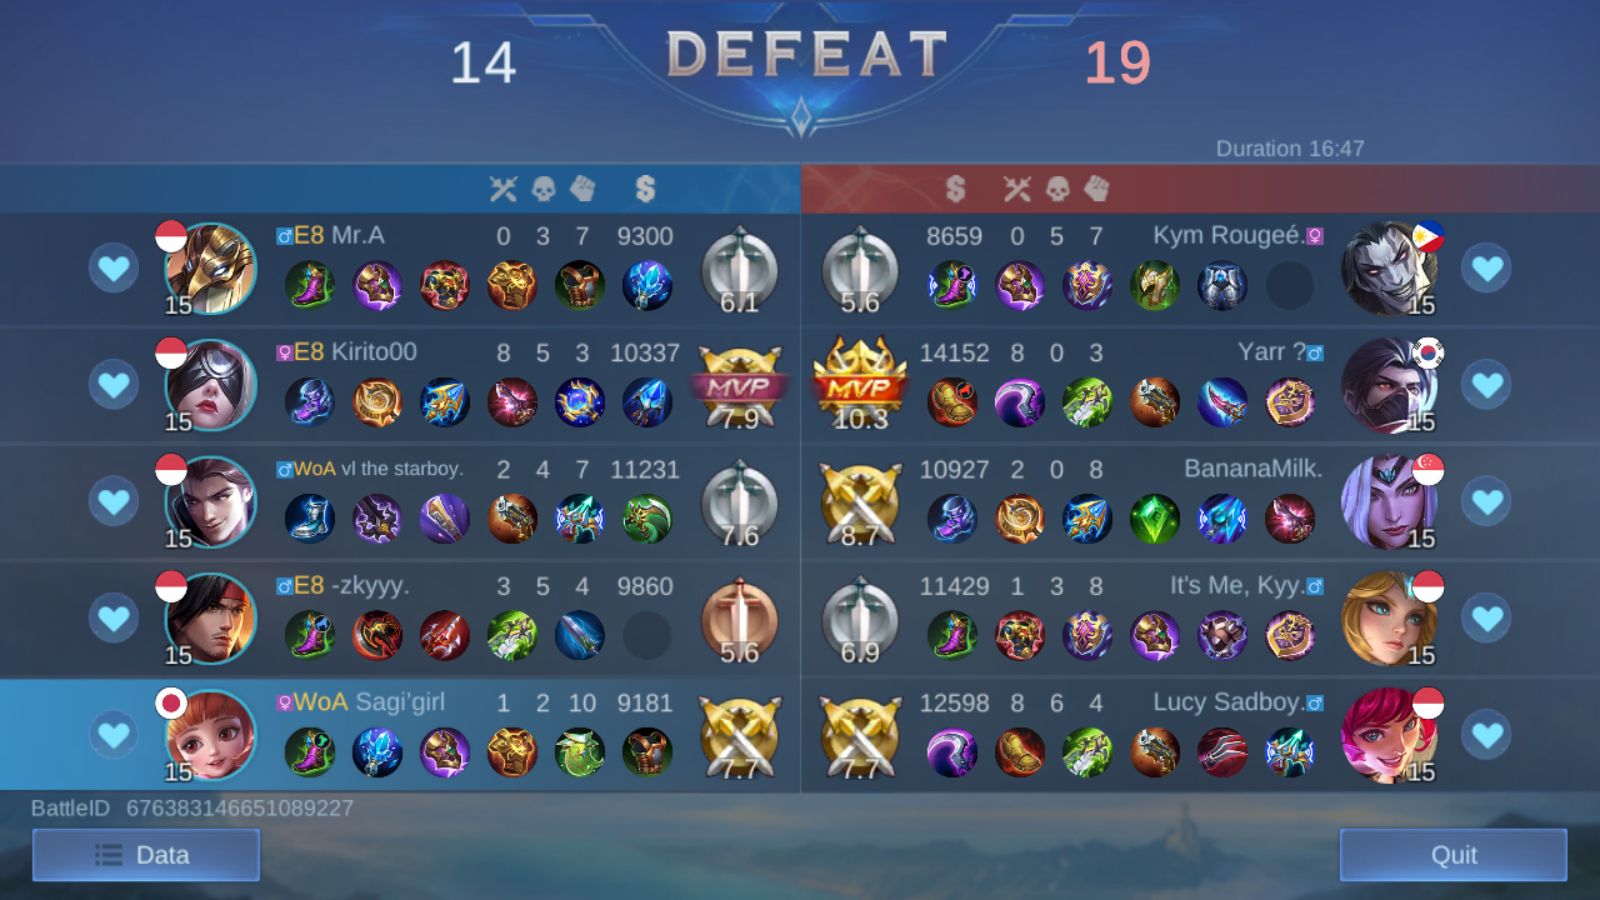 14 DEFEAT 19
Duration 16:47
E8 Mr.A 0 3 7 9300
15 6.1
8659 0 5 7 Kym Rougeé.
5.6 15
E8 Kirito00 8 5 3 10337
15 MVP 7.9
14152 8 0 3 Yarr ?
MVP 10.3 15
WoA vl the starboy. 2 4 7 11231
15 7.6
10927 2 0 8 BananaMilk.
8.7 15
E8 -zkyyy. 3 5 4 9860
15 5.6
11429 1 3 8 It's Me, Kyy.
6.9 15
WoA Sagi'girl 1 2 10 9181
15 7.7
12598 8 6 4 Lucy Sadboy.
7.7 15
BattleID 676383146651089227
Data
Quit